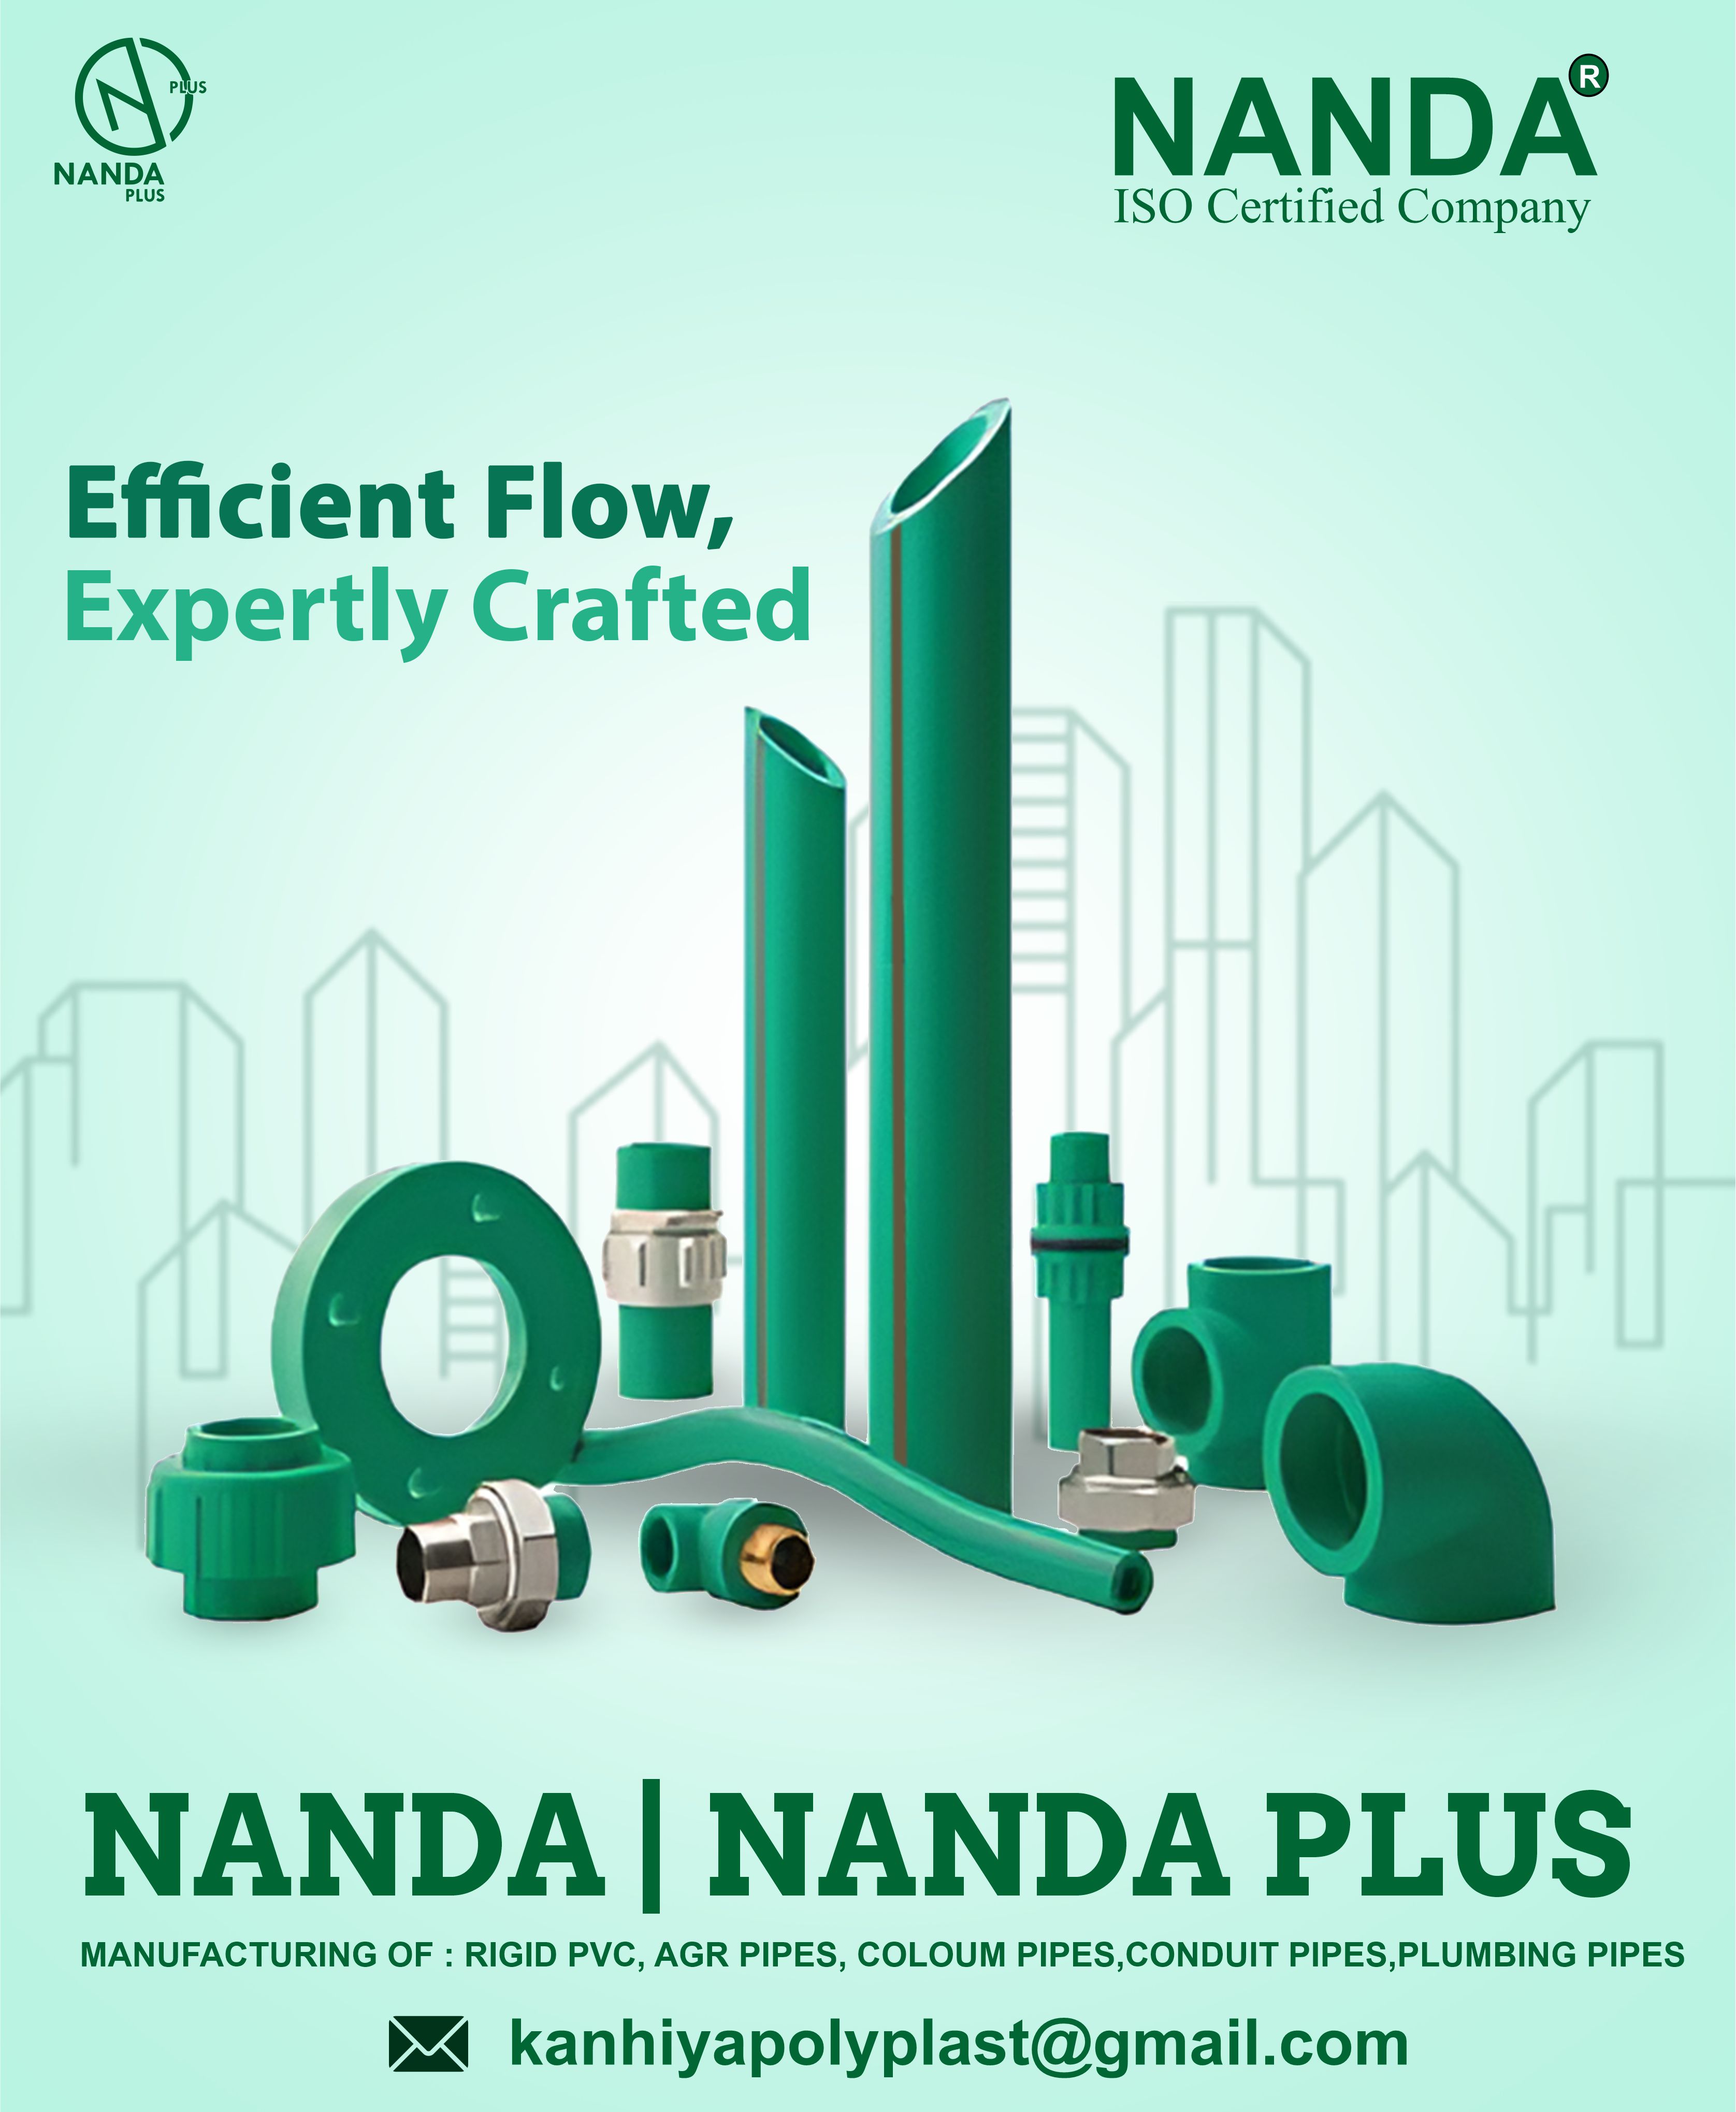 PLUS
NANDA
PLUS
NANDA®
ISO Certified Company
Efficient Flow,
Expertly Crafted
NANDA | NANDA PLUS
MANUFACTURING OF : RIGID PVC, AGR PIPES, COLOUM PIPES,CONDUIT PIPES,PLUMBING PIPES
kanhiyapolyplast@gmail.com